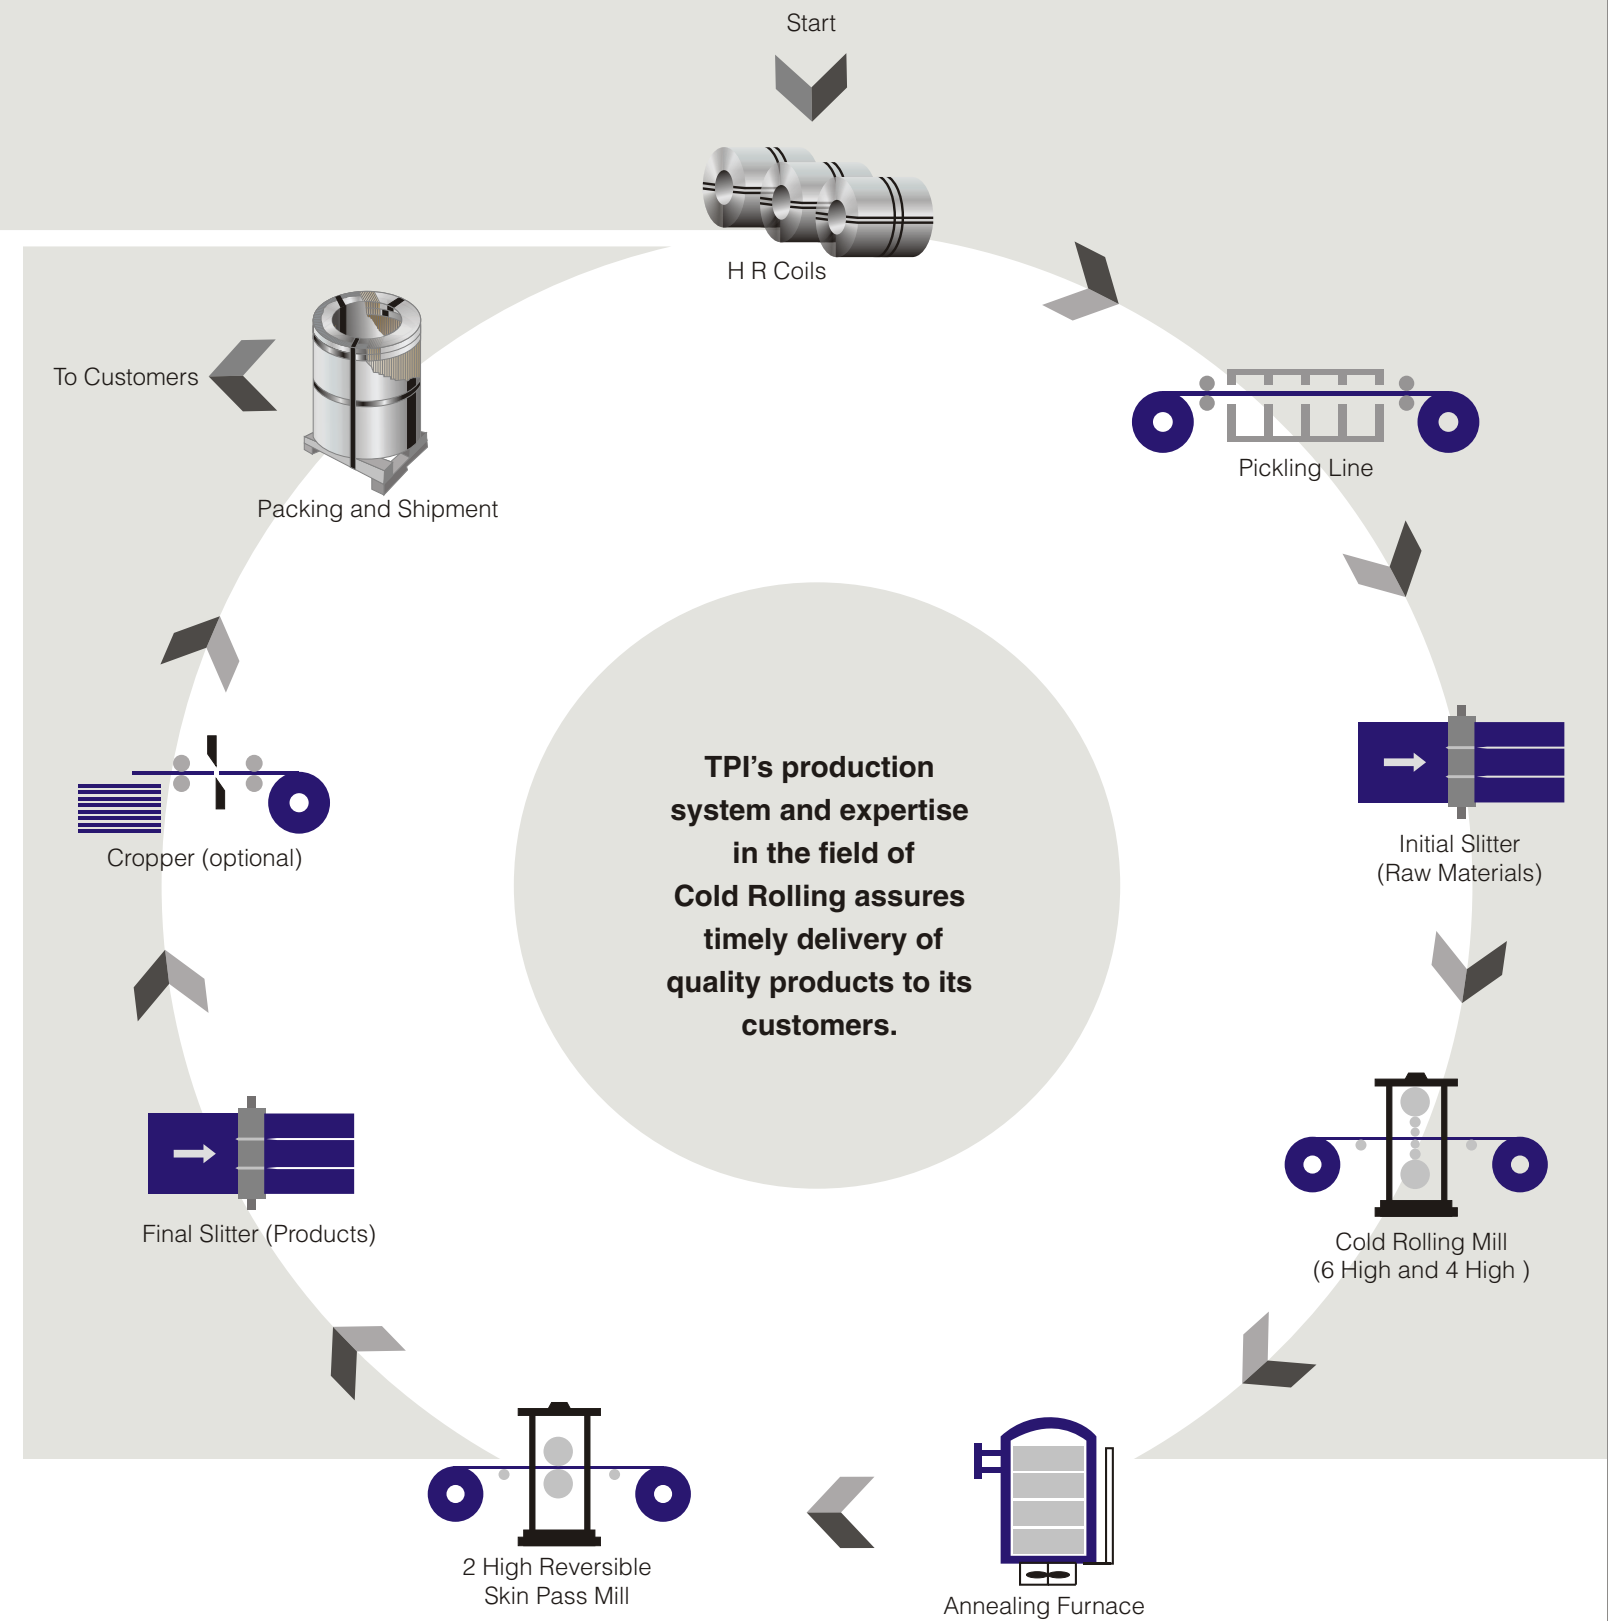 Start
H R Coils
Pickling Line
Initial Slitter
(Raw Materials)
Cold Rolling Mill
(6 High and 4 High )
Annealing Furnace
2 High Reversible
Skin Pass Mill
Final Slitter (Products)
Cropper (optional)
Packing and Shipment
To Customers
TPI’s production
system and expertise
in the field of
Cold Rolling assures
timely delivery of
quality products to its
customers.